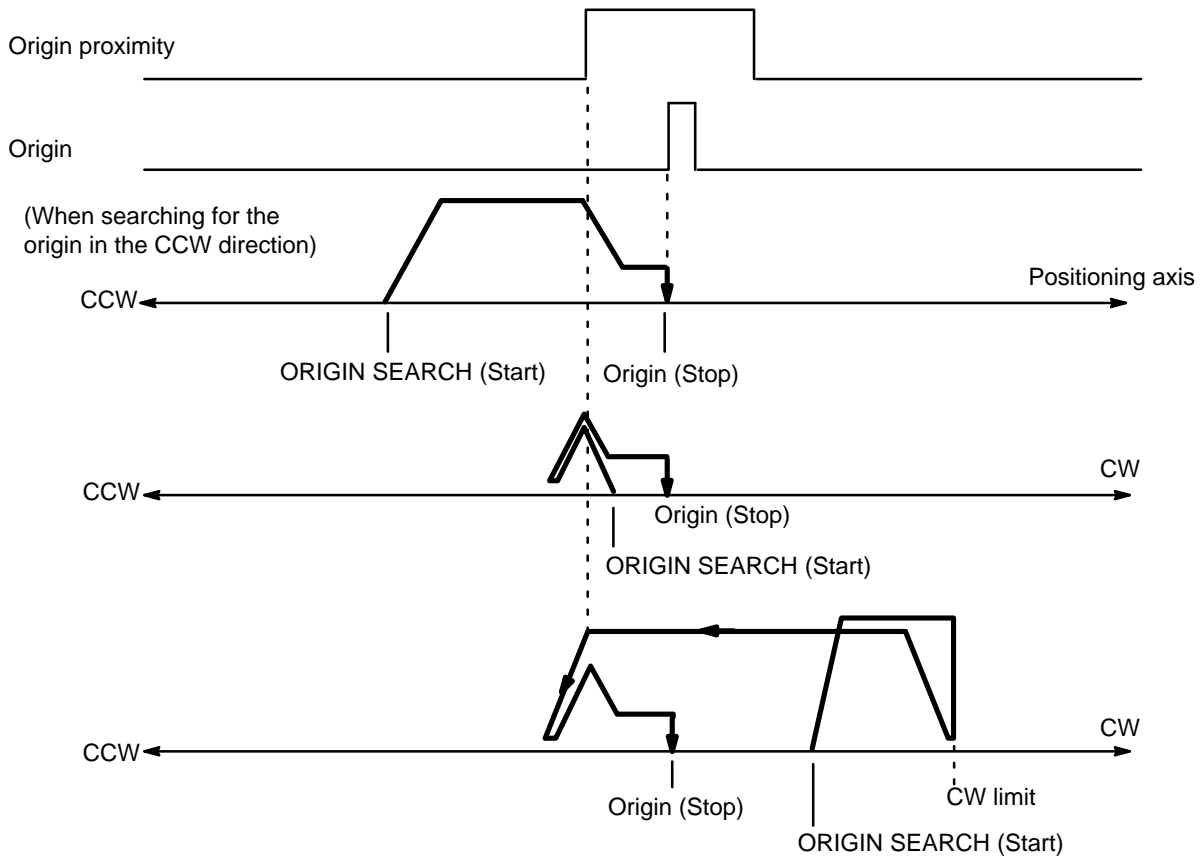 Origin proximity
Origin
(When searching for the
origin in the CCW direction)
Positioning axis
CCW
ORIGIN SEARCH (Start)
Origin (Stop)
CCW
CW
Origin (Stop)
ORIGIN SEARCH (Start)
CCW
CW
Origin (Stop)
CW limit
ORIGIN SEARCH (Start)